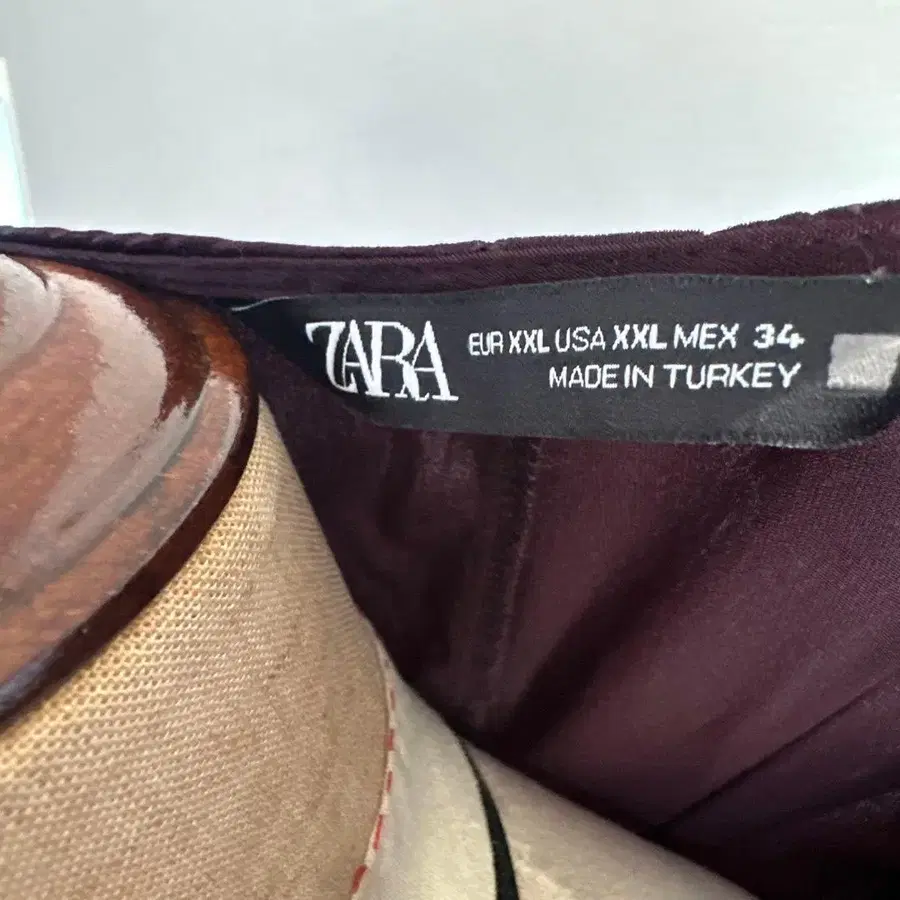 ZARA
EUR XXL USA XXL MEX 34
MADE IN TURKEY